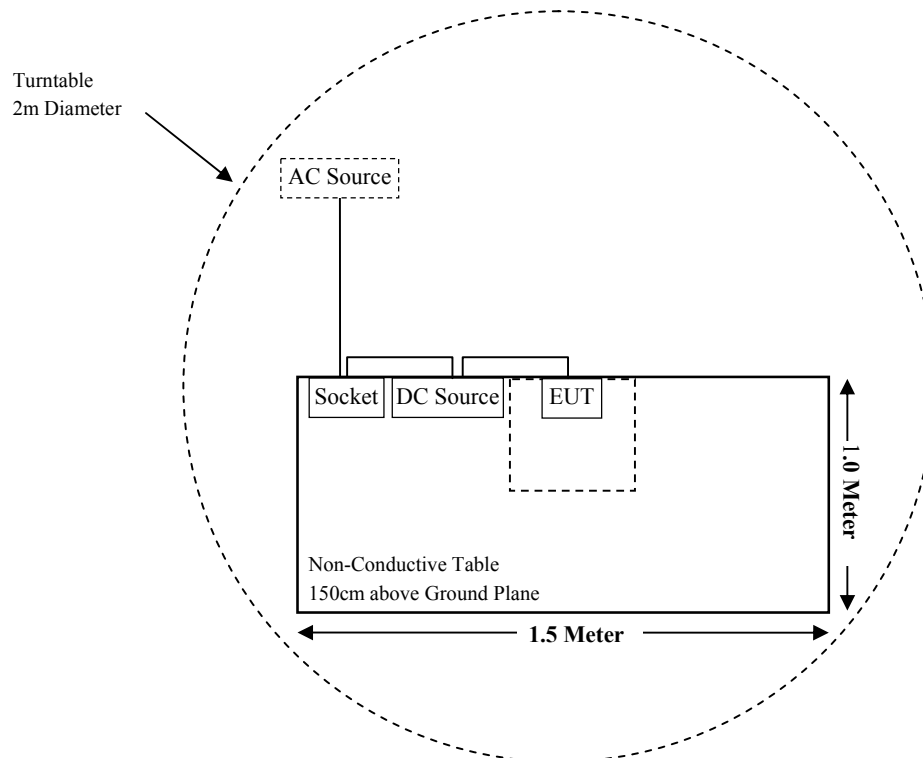 Turntable
2m Diameter
AC Source
Socket
DC Source
EUT
1.0 Meter
Non-Conductive Table
150cm above Ground Plane
1.5 Meter